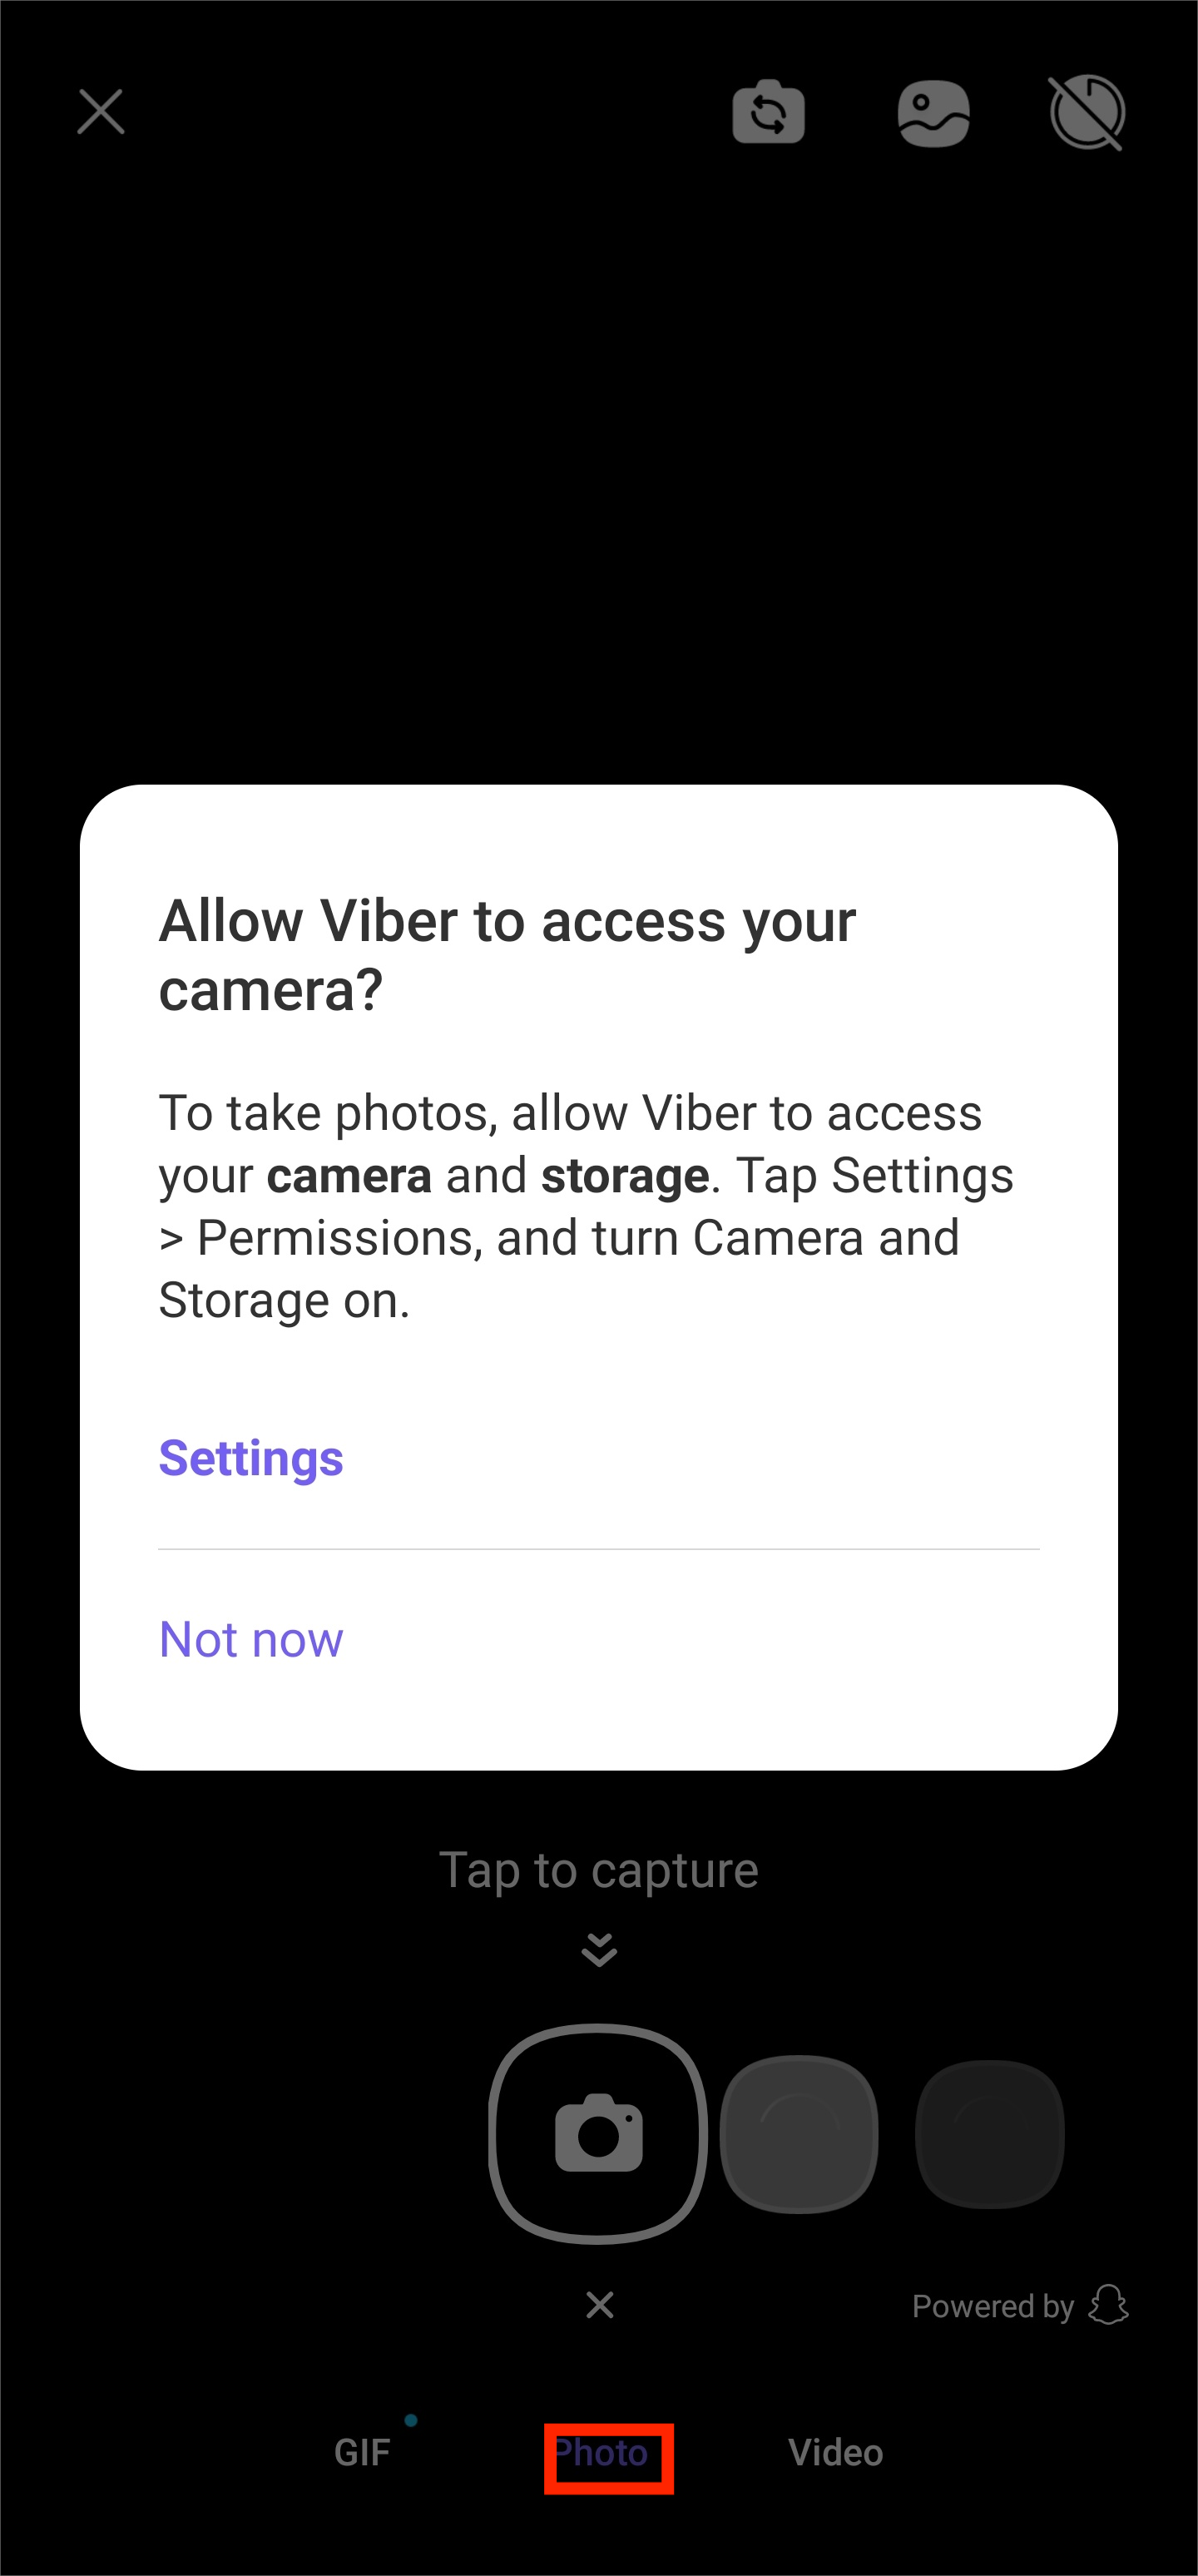 Allow Viber to access your
camera?
To take photos, allow Viber to access
your camera and storage. Tap Settings
> Permissions, and turn Camera and
Storage on.
Settings
Not now
Tap to capture
Powered by
GIF
Photo
Video